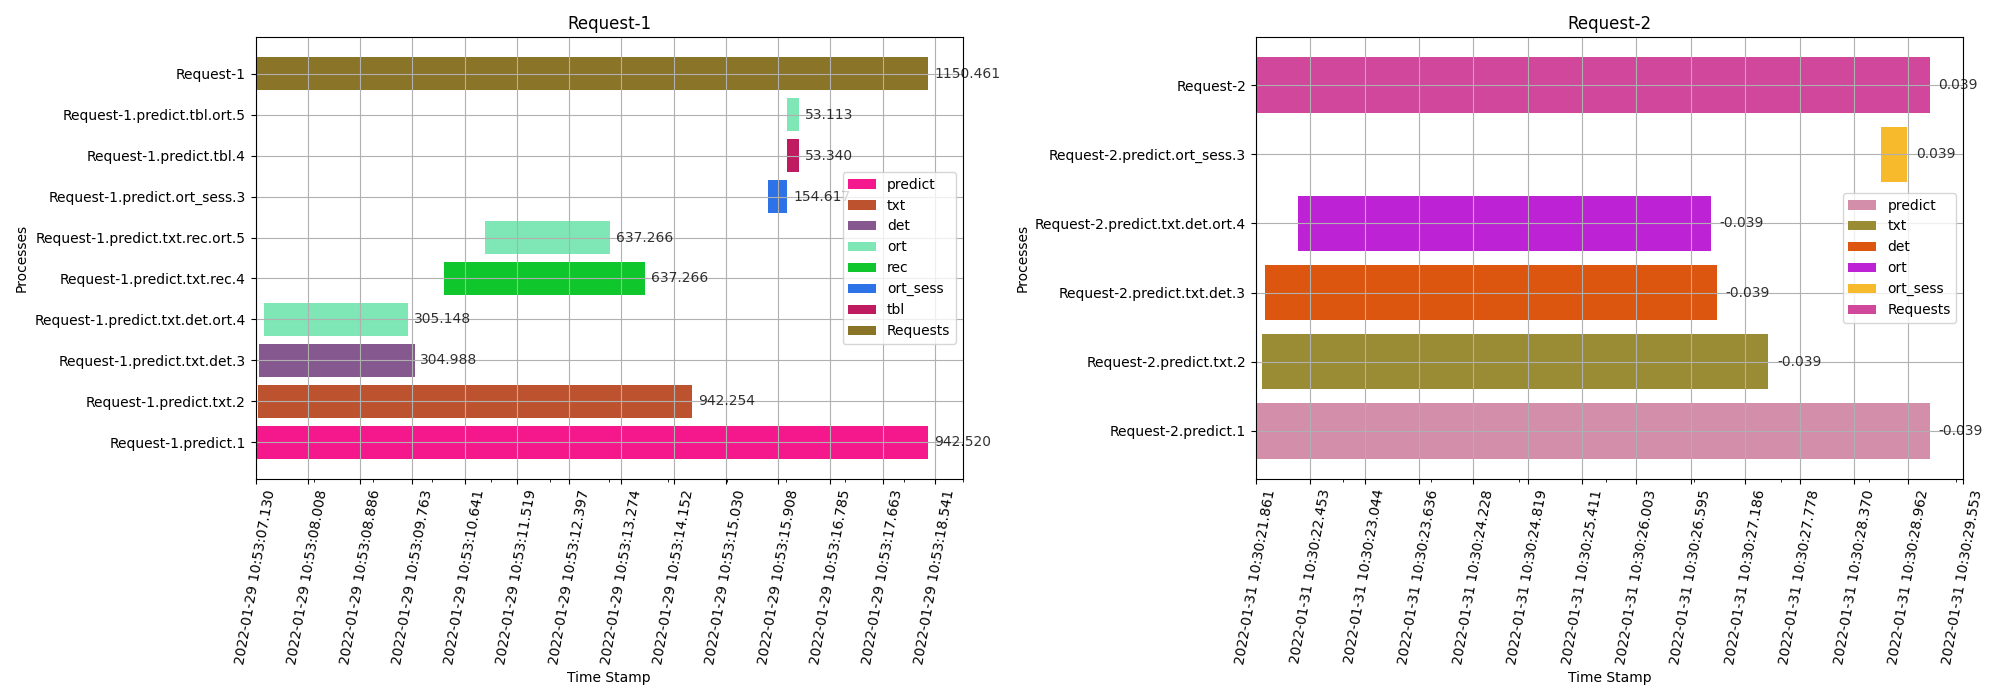 Request-1
Processes
Request-1
1150.461
Request-1.predict.tbl.ort.5
53.113
Request-1.predict.tbl.4
53.340
Request-1.predict.ort_sess.3
154.617
Request-1.predict.txt.rec.ort.5
637.266
Request-1.predict.txt.rec.4
637.266
Request-1.predict.txt.det.ort.4
305.148
Request-1.predict.txt.det.3
304.988
Request-1.predict.txt.2
942.254
Request-1.predict.1
942.520
predict
txt
det
ort
rec
ort_sess
tbl
Requests
2022-01-29 10:53:07.130
2022-01-29 10:53:08.008
2022-01-29 10:53:08.886
2022-01-29 10:53:09.763
2022-01-29 10:53:10.641
2022-01-29 10:53:11.519
2022-01-29 10:53:12.397
2022-01-29 10:53:13.274
2022-01-29 10:53:14.152
2022-01-29 10:53:15.030
2022-01-29 10:53:15.908
2022-01-29 10:53:16.785
2022-01-29 10:53:17.663
2022-01-29 10:53:18.541
Time Stamp
Request-2
Processes
Request-2
0.039
Request-2.predict.ort_sess.3
0.039
Request-2.predict.txt.det.ort.4
-0.039
Request-2.predict.txt.det.3
-0.039
Request-2.predict.txt.2
-0.039
Request-2.predict.1
-0.039
predict
txt
det
ort
ort_sess
Requests
2022-01-31 10:30:21.861
2022-01-31 10:30:22.453
2022-01-31 10:30:23.044
2022-01-31 10:30:23.636
2022-01-31 10:30:24.228
2022-01-31 10:30:24.819
2022-01-31 10:30:25.411
2022-01-31 10:30:26.003
2022-01-31 10:30:26.595
2022-01-31 10:30:27.186
2022-01-31 10:30:27.778
2022-01-31 10:30:28.370
2022-01-31 10:30:28.962
2022-01-31 10:30:29.553
Time Stamp